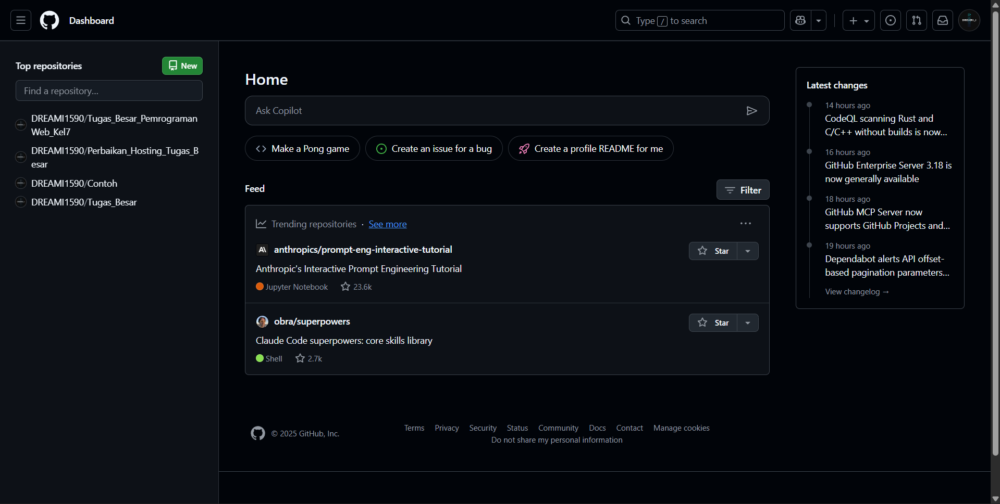 Dashboard
Type / to search
DREAMI_I
Top repositories
New
Find a repository...
DREAMI1590/Tugas_Besar_Pemrograman
Web_Kel7
DREAMI1590/Perbaikan_Hosting_Tugas_B
esar
DREAMI1590/Contoh
DREAMI1590/Tugas_Besar
Home
Ask Copilot
Make a Pong game
Create an issue for a bug
Create a profile README for me
Feed
Filter
Trending repositories · See more
anthropics/prompt-eng-interactive-tutorial
Star
Anthropic's Interactive Prompt Engineering Tutorial
Jupyter Notebook
23.6k
obra/superpowers
Star
Claude Code superpowers: core skills library
Shell
2.7k
Latest changes
14 hours ago
CodeQL scanning Rust and
C/C++ without builds is now...
16 hours ago
GitHub Enterprise Server 3.18 is
now generally available
18 hours ago
GitHub MCP Server now
supports GitHub Projects and...
19 hours ago
Dependabot alerts API offset-
based pagination parameters...
View changelog →
© 2025 GitHub, Inc.
Terms
Privacy
Security
Status
Community
Docs
Contact
Manage cookies
Do not share my personal information